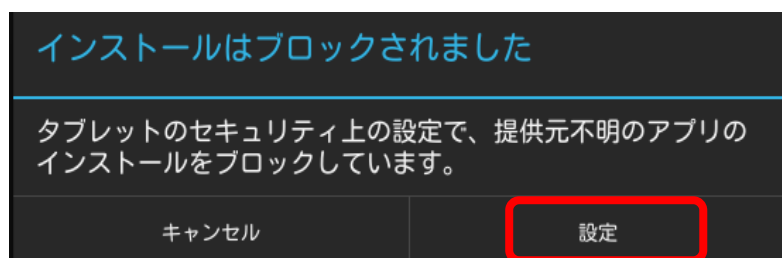 インストールはブロックされました
タブレットのセキュリティ上の設定で、提供元不明のアプリの
インストールをブロックしています。
キャンセル
設定